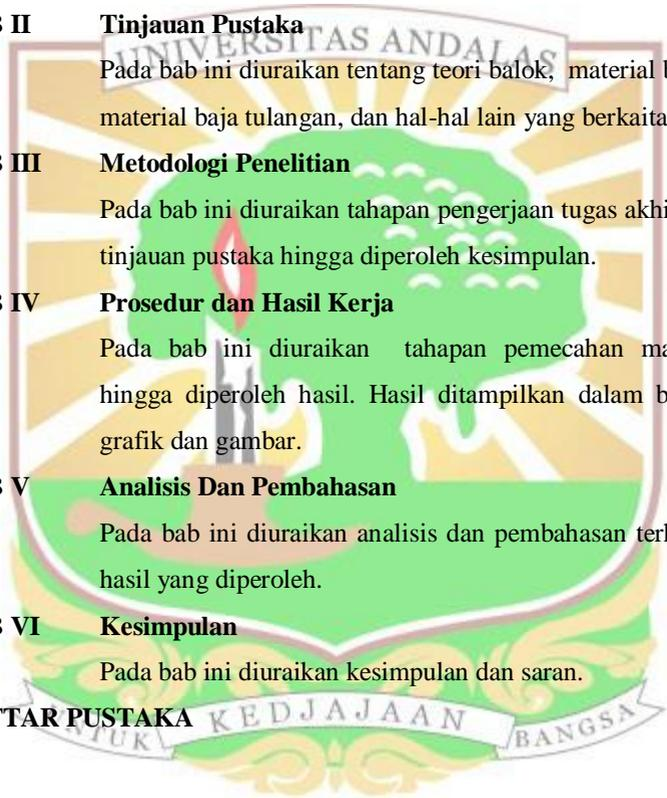 II Tinjauan Pustaka
UNIVERSITAS ANDALAS
Pada bab ini diuraikan tentang teori balok, material
material baja tulangan, dan hal-hal lain yang berkaita
III Metodologi Penelitian
Pada bab ini diuraikan tahapan pengerjaan tugas akhi
tinjauan pustaka hingga diperoleh kesimpulan.
IV Prosedur dan Hasil Kerja
Pada bab ini diuraikan tahapan pemecahan ma
hingga diperoleh hasil. Hasil ditampilkan dalam b
grafik dan gambar.
V Analisis Dan Pembahasan
Pada bab ini diuraikan analisis dan pembahasan ter
hasil yang diperoleh.
VI Kesimpulan
Pada bab ini diuraikan kesimpulan dan saran.
TAR PUSTAKA
UNTUK KEDJAJAAN BANGSA